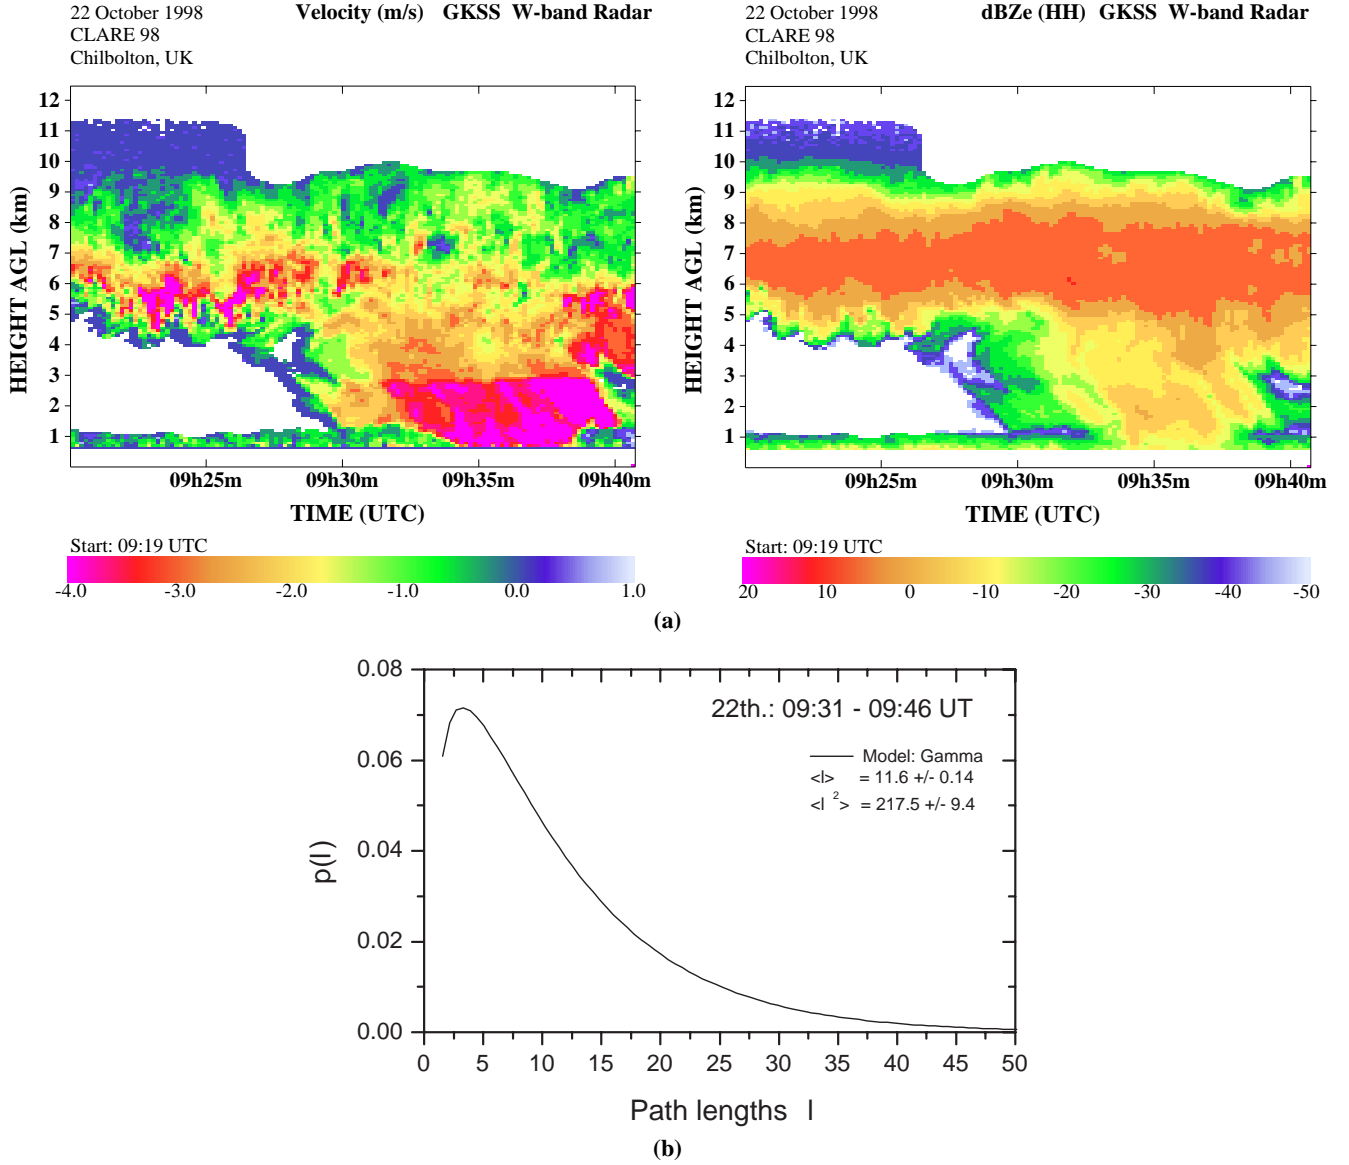 22 October 1998 Velocity (m/s) GKSS W-band Radar
CLARE 98
Chilbolton, UK
12
11
10
9
8
7
6
5
4
3
2
1
HEIGHT AGL (km)
09h25m 09h30m 09h35m 09h40m
TIME (UTC)
Start: 09:19 UTC
-4.0 -3.0 -2.0 -1.0 0.0 1.0
22 October 1998 dBZe (HH) GKSS W-band Radar
CLARE 98
Chilbolton, UK
12
11
10
9
8
7
6
5
4
3
2
1
HEIGHT AGL (km)
09h25m 09h30m 09h35m 09h40m
TIME (UTC)
Start: 09:19 UTC
20 10 0 -10 -20 -30 -40 -50
(a)
0.08
0.06
0.04
0.02
0.00
p(l)
22th.: 09:31 - 09:46 UT
Model: Gamma
<l> = 11.6 +/- 0.14
<l 2> = 217.5 +/- 9.4
0 5 10 15 20 25 30 35 40 45 50
Path lengths l
(b)